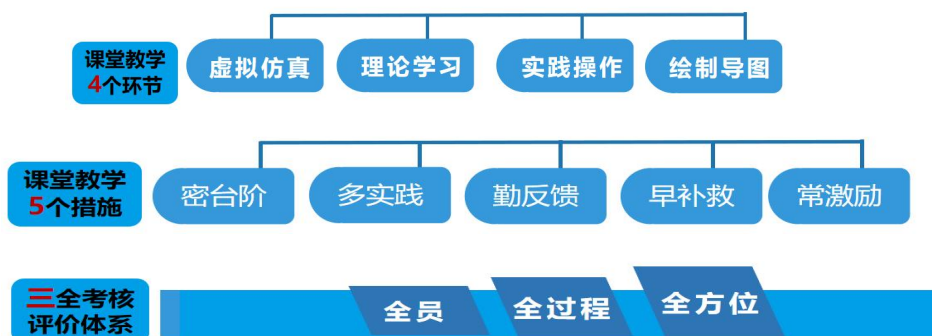 课堂教学
4个环节
虚拟仿真
理论学习
实践操作
绘制导图
课堂教学
5个措施
密台阶
多实践
勤反馈
早补救
常激励
三全考核
评价体系
全员
全过程
全方位